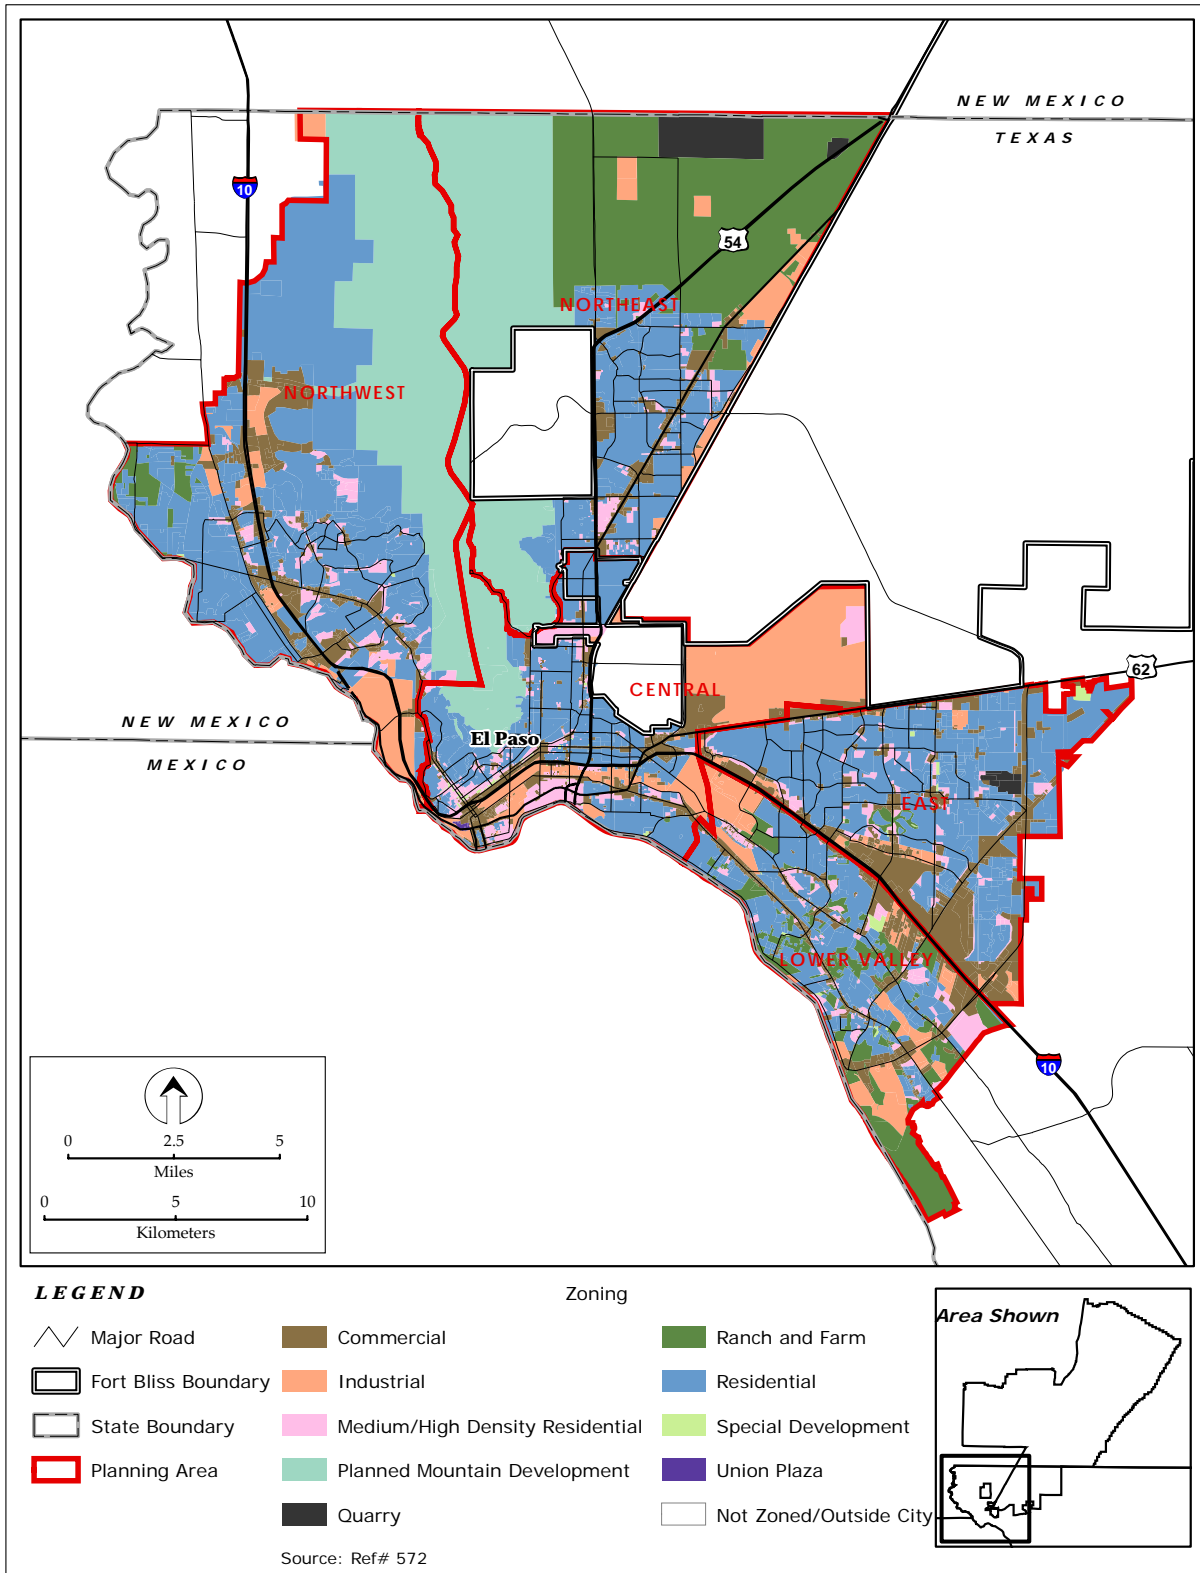 NEW MEXICO
TEXAS
10
54
NORTHEAST
NORTHWEST
62
CENTRAL
NEW MEXICO
MEXICO
El Paso
EAST
LOWER VALLEY
10
0 2.5 5
Miles
0 5 10
Kilometers
LEGEND
Zoning
Area Shown
Major Road
Commercial
Ranch and Farm
Fort Bliss Boundary
Industrial
Residential
State Boundary
Medium/High Density Residential
Special Development
Planning Area
Planned Mountain Development
Union Plaza
Quarry
Not Zoned/Outside City
Source: Ref# 572